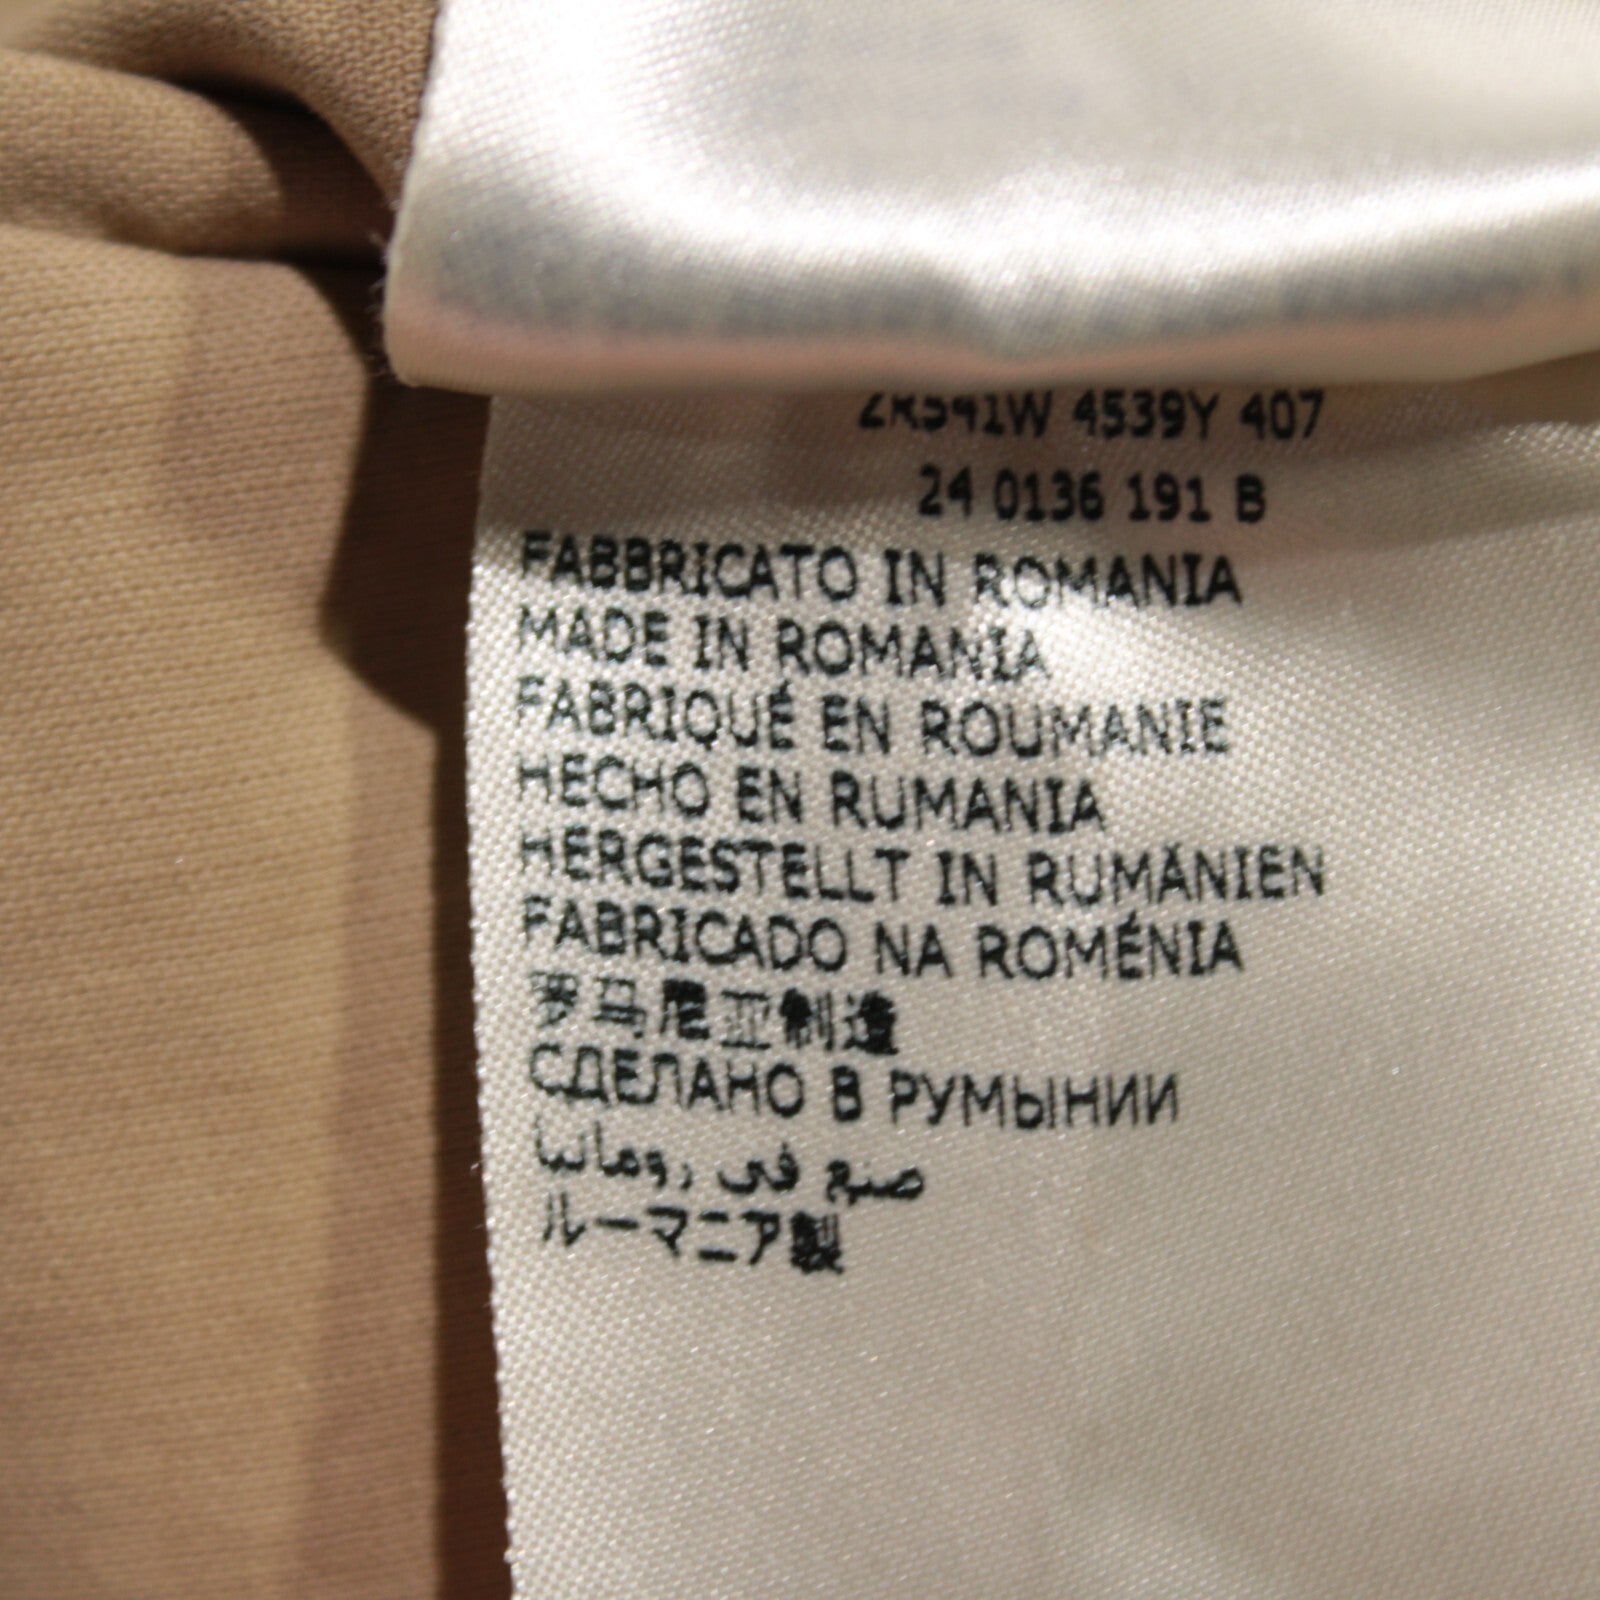 ZR541W 4539Y 407
24 0136 191 B
FABBRICATO IN ROMANIA
MADE IN ROMANIA
FABRIQUÉ EN ROUMANIE
HECHO EN RUMANIA
HERGESTELLT IN RUMÄNIEN
FABRICADO NA ROMÉNIA
罗马尼亚制造
СДЕЛАНО В РУМЫНИИ
صنع في رومانيا
ルーマニア製